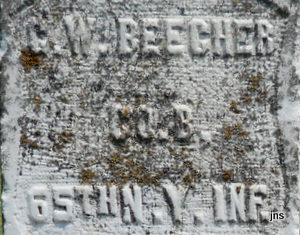 C.W. BEECHER
CO. B.
65TH N.Y. INF.
jns